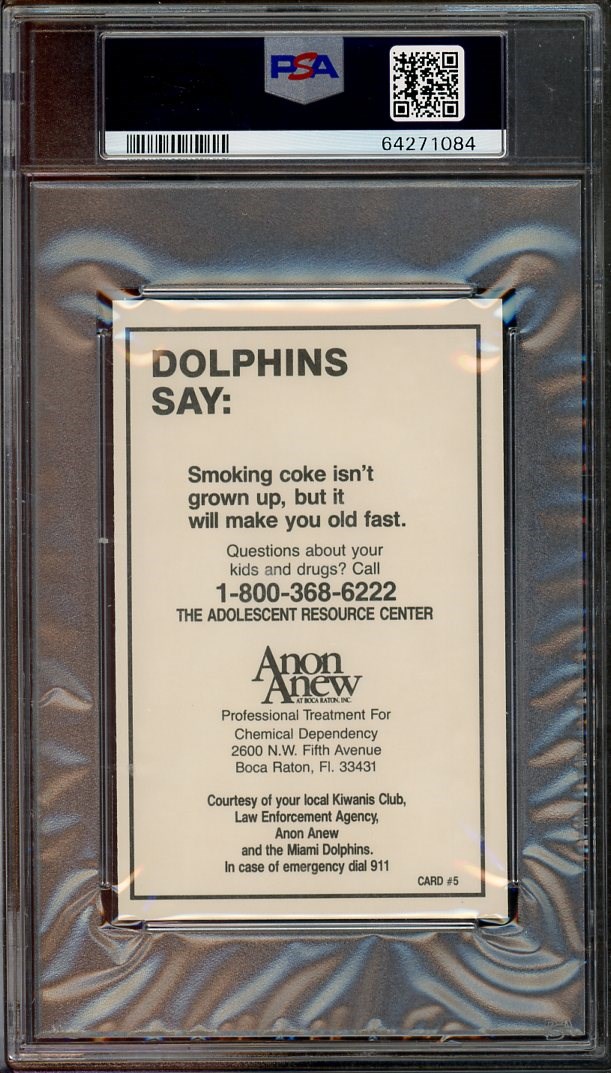 PSA
64271084
DOLPHINS
SAY:
Smoking coke isn't
grown up, but it
will make you old fast.
Questions about your
kids and drugs? Call
1-800-368-6222
THE ADOLESCENT RESOURCE CENTER
Anon
Anew
AT BOCA RATON, INC.
Professional Treatment For
Chemical Dependency
2600 N.W. Fifth Avenue
Boca Raton, Fl. 33431
Courtesy of your local Kiwanis Club,
Law Enforcement Agency,
Anon Anew
and the Miami Dolphins.
In case of emergency dial 911
CARD #5